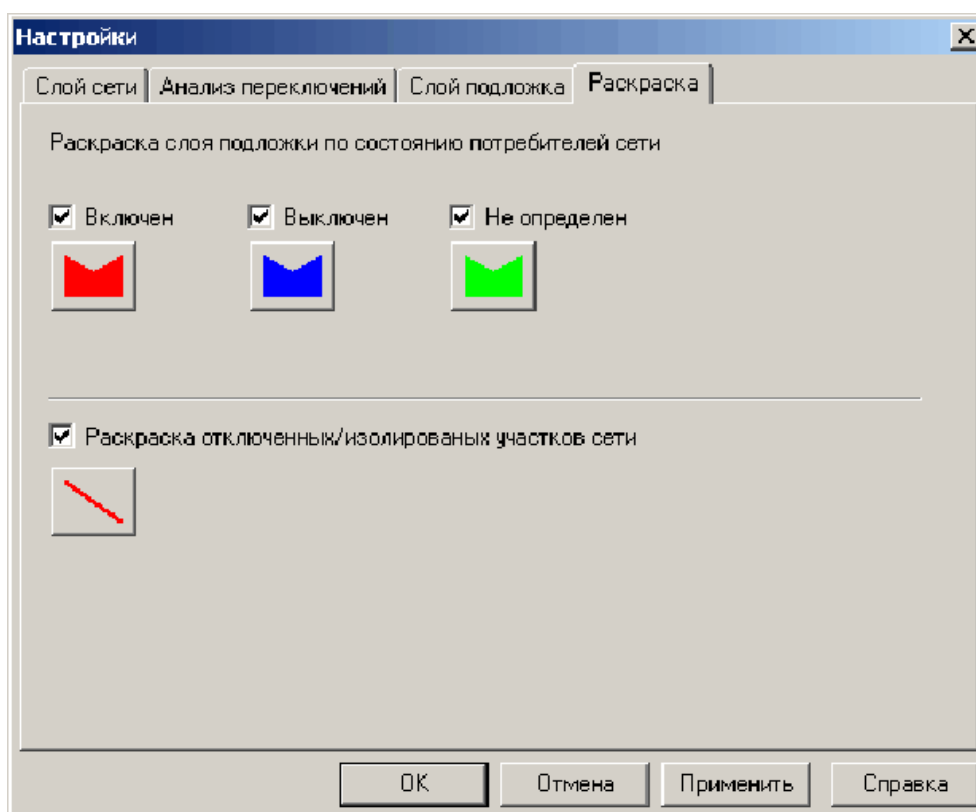 Настройки
Слой сети Анализ переключений Слой подложка Раскраска
Раскраска слоя подложки по состоянию потребителей сети
Включен Выключен Не определен
Раскраска отключенных/изолированых участков сети
OK Отмена Применить Справка